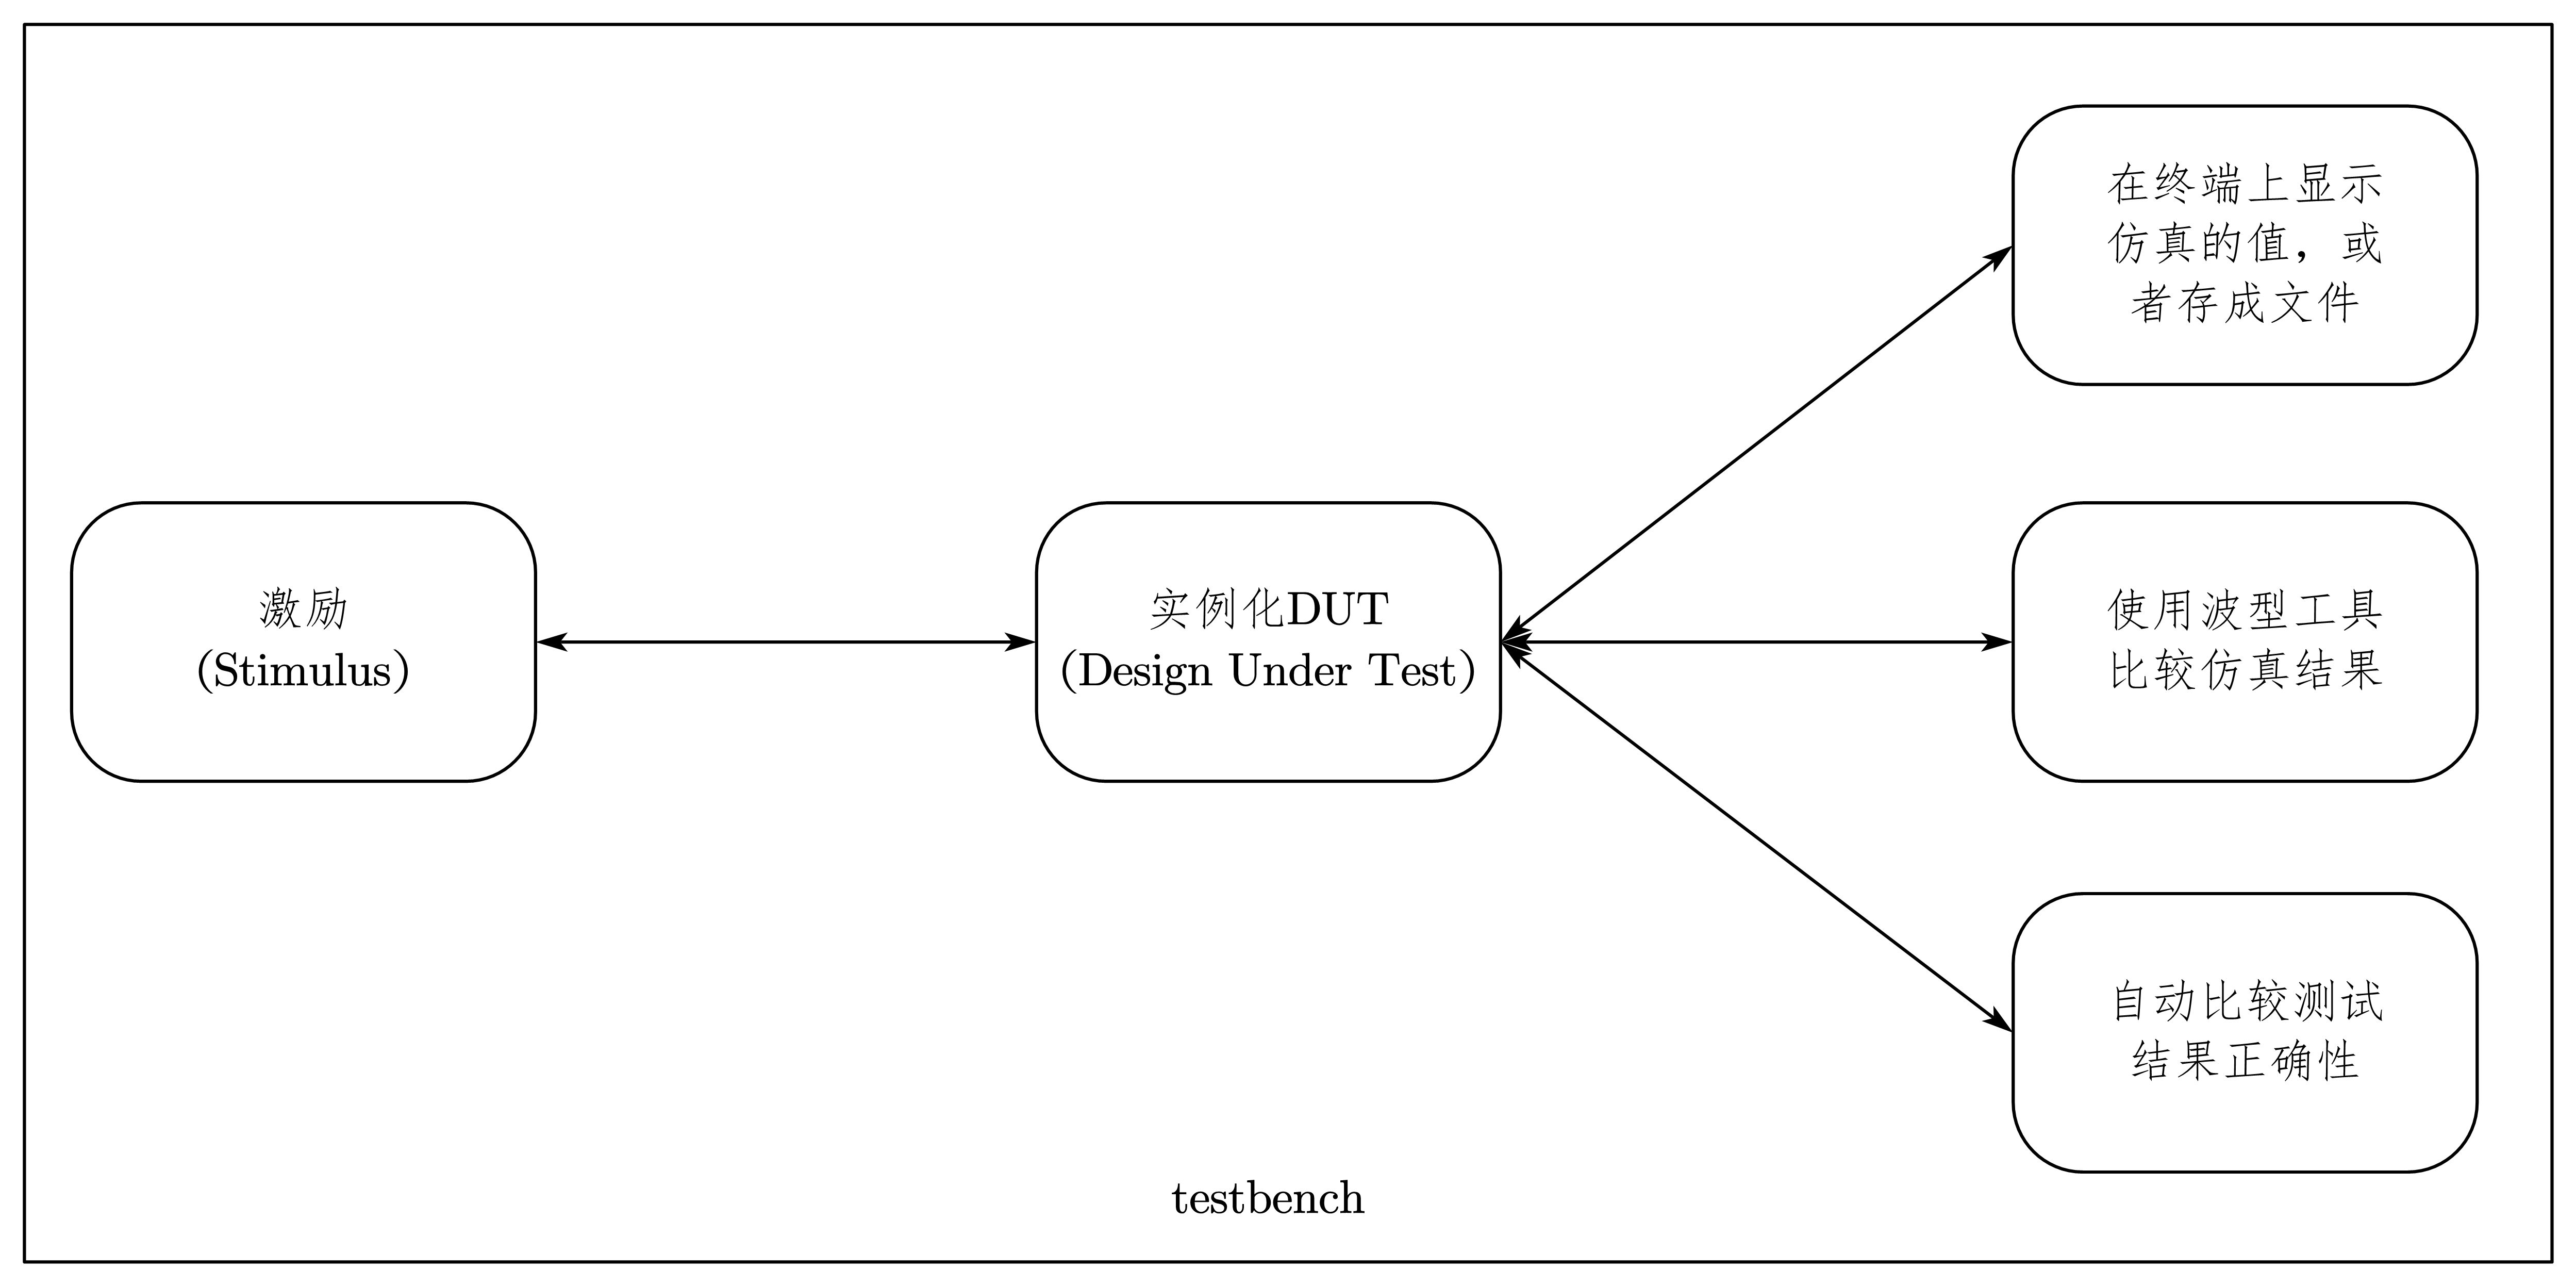 激励
(Stimulus)
实例化DUT
(Design Under Test)
在终端上显示
仿真的值，或
者存成文件
使用波型工具
比较仿真结果
自动比较测试
结果正确性
testbench